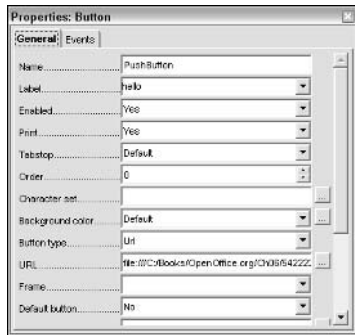 Properties: Button
General Events
Name PushButton
Label hello
Enabled Yes
Print Yes
Tabstop Default
Order 0
Character set ...
Background color Default ...
Button type Url
URL file:///C:/Books/OpenOffice.org/Ch06/54222 ...
Frame
Default button No